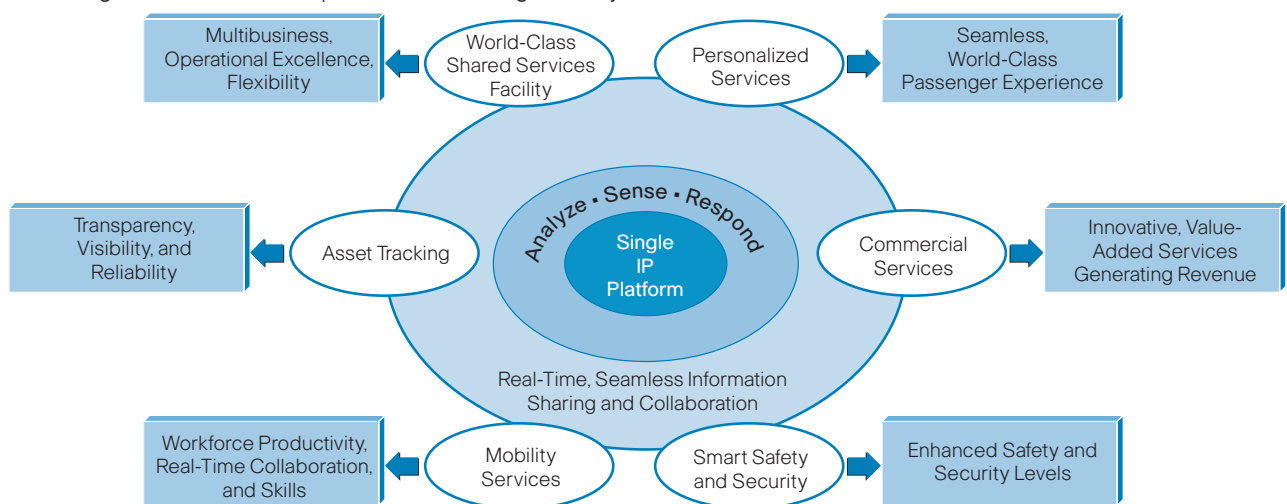 Multibusiness,
Operational Excellence,
Flexibility
World-Class
Shared Services
Facility
Personalized
Services
Seamless,
World-Class
Passenger Experience
Analyze ▪ Sense ▪ Respond
Transparency,
Visibility, and
Reliability
Asset Tracking
Single
IP
Platform
Commercial
Services
Innovative, Value-
Added Services
Generating Revenue
Real-Time, Seamless Information
Sharing and Collaboration
Workforce Productivity,
Real-Time Collaboration,
and Skills
Mobility
Services
Smart Safety
and Security
Enhanced Safety and
Security Levels